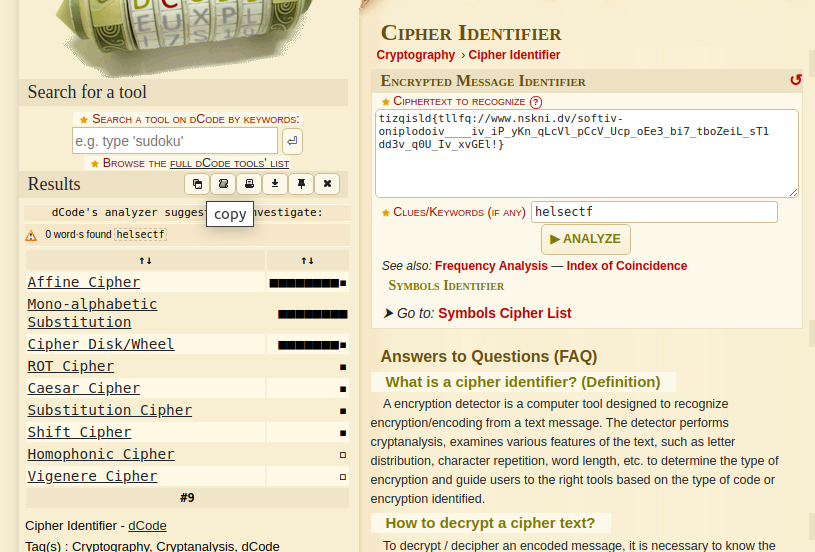 Search for a tool
SEARCH A TOOL ON DCODE BY KEYWORDS:
e.g. type 'sudoku'
BROWSE THE FULL DCODE TOOLS' LIST
Results
copy
dCode's analyzer suggests investigate:
0 word·s found helsectf
↑↓ ↑↓
Affine Cipher
Mono-alphabetic
Substitution
Cipher Disk/Wheel
ROT Cipher
Caesar Cipher
Substitution Cipher
Shift Cipher
Homophonic Cipher
Vigenere Cipher
#9
Cipher Identifier - dCode
Tag(s) : Cryptography, Cryptanalysis, dCode
CIPHER IDENTIFIER
Cryptography › Cipher Identifier
ENCRYPTED MESSAGE IDENTIFIER
CIPHERTEXT TO RECOGNIZE ?
tizqisld{tllfq://www.nskni.dv/softiv-
oniplodoiv____iv_iP_yKn_qLcVl_pCcV_Ucp_oEe3_bi7_tboZeiL_sT1
dd3v_q0U_Iv_xvGEl!}
CLUES/KEYWORDS (IF ANY) helsectf
▶ ANALYZE
See also: Frequency Analysis — Index of Coincidence
SYMBOLS IDENTIFIER
⮞ Go to: Symbols Cipher List
Answers to Questions (FAQ)
What is a cipher identifier? (Definition)
A encryption detector is a computer tool designed to recognize
encryption/encoding from a text message. The detector performs
cryptanalysis, examines various features of the text, such as letter
distribution, character repetition, word length, etc. to determine the type of
encryption and guide users to the right tools based on the type of code or
encryption identified.
How to decrypt a cipher text?
To decrypt / decipher an encoded message, it is necessary to know the